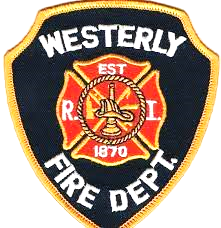 WESTERLY
EST
R. I.
1870
FIRE DEPT.